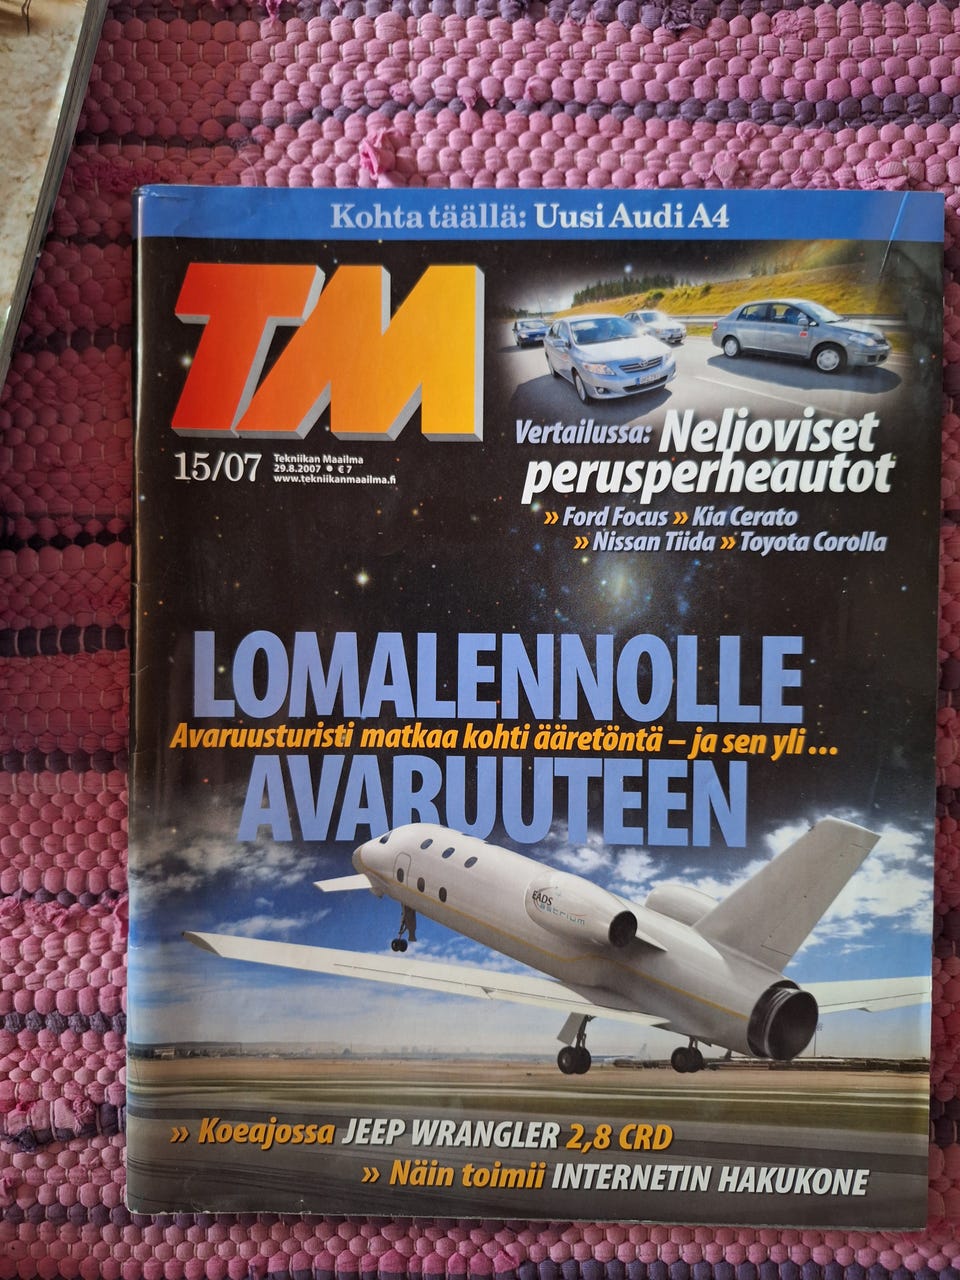 Kohta täällä: Uusi Audi A4
TM
15/07
Tekniikan Maailma
29.8.2007 • € 7
www.tekniikanmaailma.fi
Vertailussa: Nelioviset
perusperheautot
» Ford Focus » Kia Cerato
» Nissan Tiida » Toyota Corolla
LOMALENNOLLE
Avaruusturisti matkaa kohti ääretöntä – ja sen yli ...
AVARUUTEEN
EADS
astrium
» Koeajossa JEEP WRANGLER 2,8 CRD
» Näin toimii INTERNETIN HAKUKONE